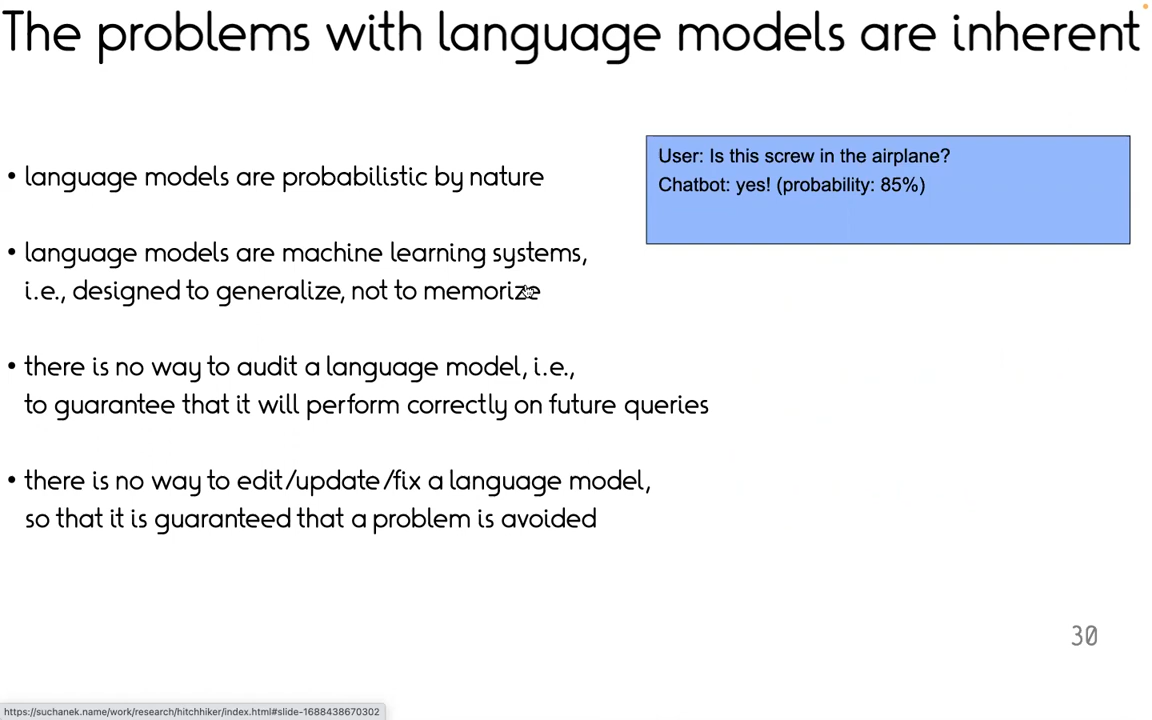 The problems with language models are inherent
• language models are probabilistic by nature
User: Is this screw in the airplane?
Chatbot: yes! (probability: 85%)
• language models are machine learning systems,
i.e., designed to generalize, not to memorize
• there is no way to audit a language model, i.e.,
to guarantee that it will perform correctly on future queries
• there is no way to edit/update/fix a language model,
so that it is guaranteed that a problem is avoided
30
https://suchanek.name/work/research/hitchhiker/index.html#slide-1688438670302